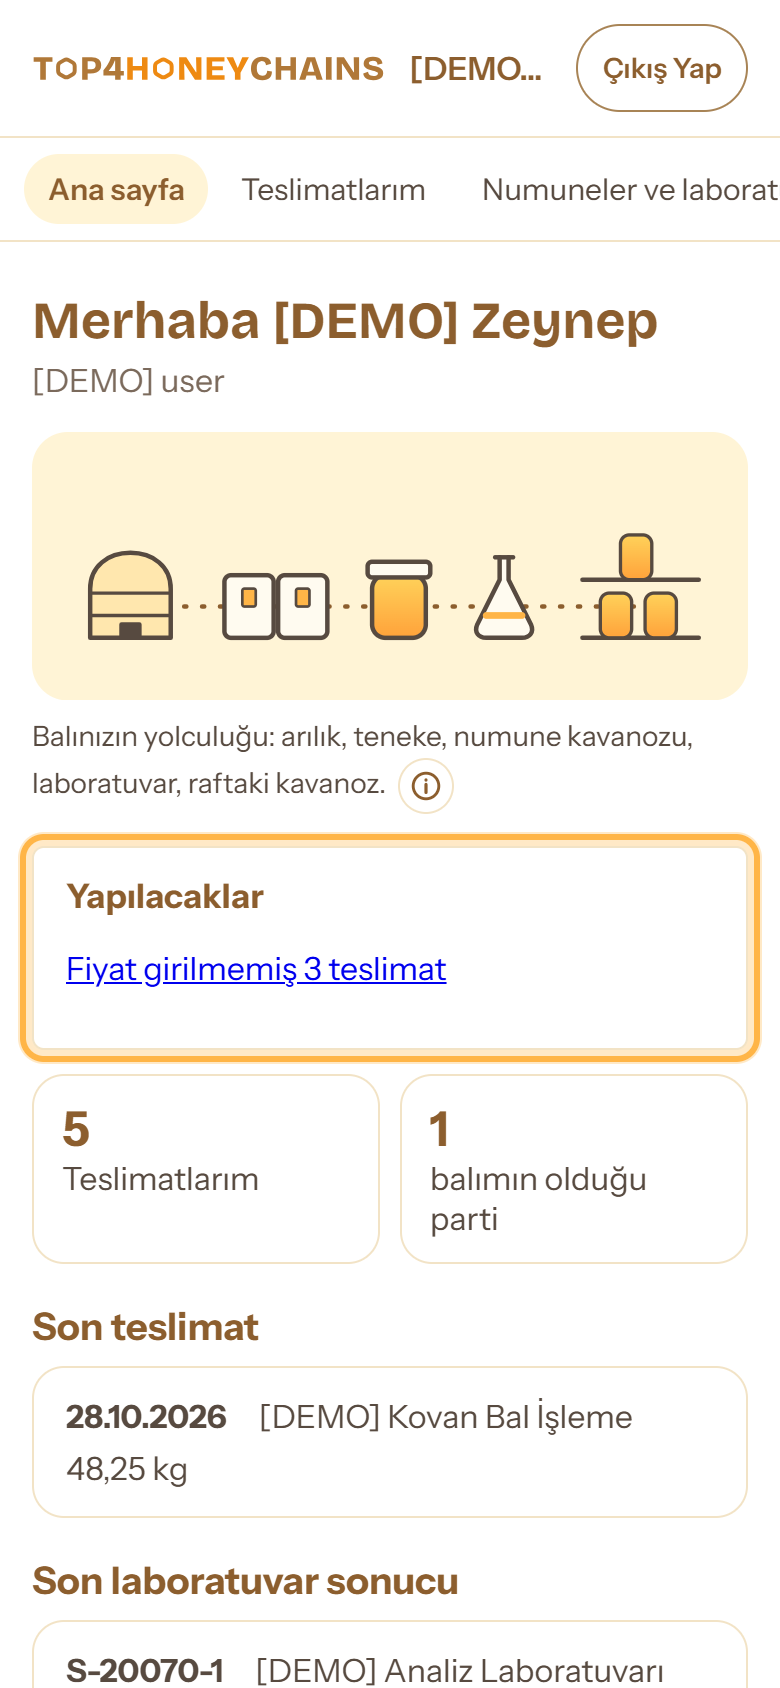 TOP4HONEYCHAINS [DEMO... Çıkış Yap
Ana sayfa Teslimatlarım Numuneler ve laborat
Merhaba [DEMO] Zeynep
[DEMO] user
Balınızın yolculuğu: arılık, teneke, numune kavanozu,
laboratuvar, raftaki kavanoz.
Yapılacaklar
Fiyat girilmemiş 3 teslimat
5
Teslimatlarım
1
balımın olduğu
parti
Son teslimat
28.10.2026 [DEMO] Kovan Bal İşleme
48,25 kg
Son laboratuvar sonucu
S-20070-1 [DEMO] Analiz Laboratuvarı